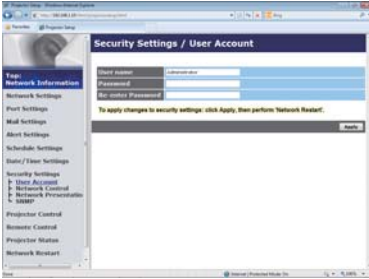 Security Settings / User Account
Top:
Network Information
Network Settings
Port Settings
Mail Settings
Alert Settings
Schedule Settings
Date/Time Settings
Security Settings
User Account
Network Control
Network Presentation
SNMP
Projector Control
Remote Control
Projector Status
Network Restart
User name
Administrator
Password
Re-enter Password
To apply changes to security settings: click Apply, then perform 'Network Restart'.
Apply